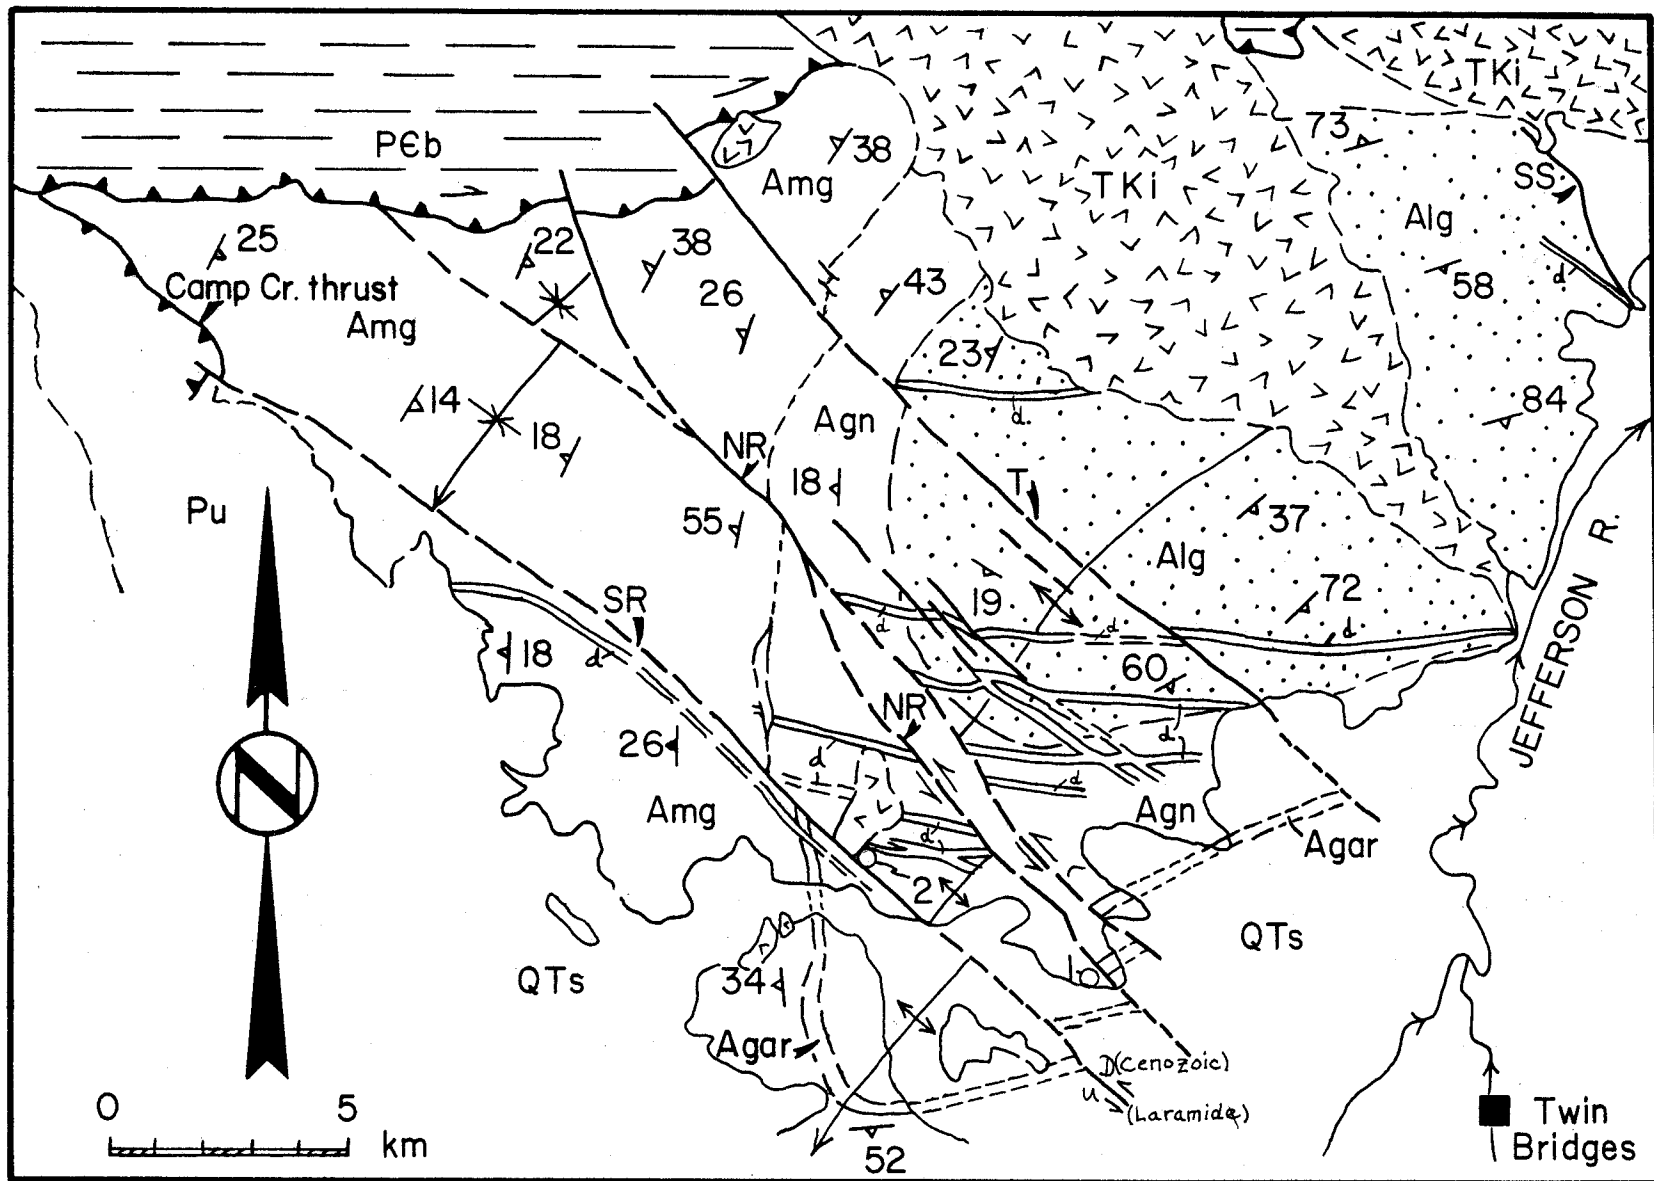 TKi
73
PЄb
38
Amg
SS
TKi
Alg
25
22
38
58
d
Camp Cr. thrust
26
43
Amg
23
d.
84
14
Agn
18
NR
18
T
37
Pu
55
Alg
JEFFERSON R.
SR
19
72
d
d
d
18
d
60
NR
26
d
d
d
Amg
Agn
d
Agar
2
QTs
QTs
34
Agar
D(Cenozoic)
U
(Laramide)
0 5
km
Twin
Bridges
52
N